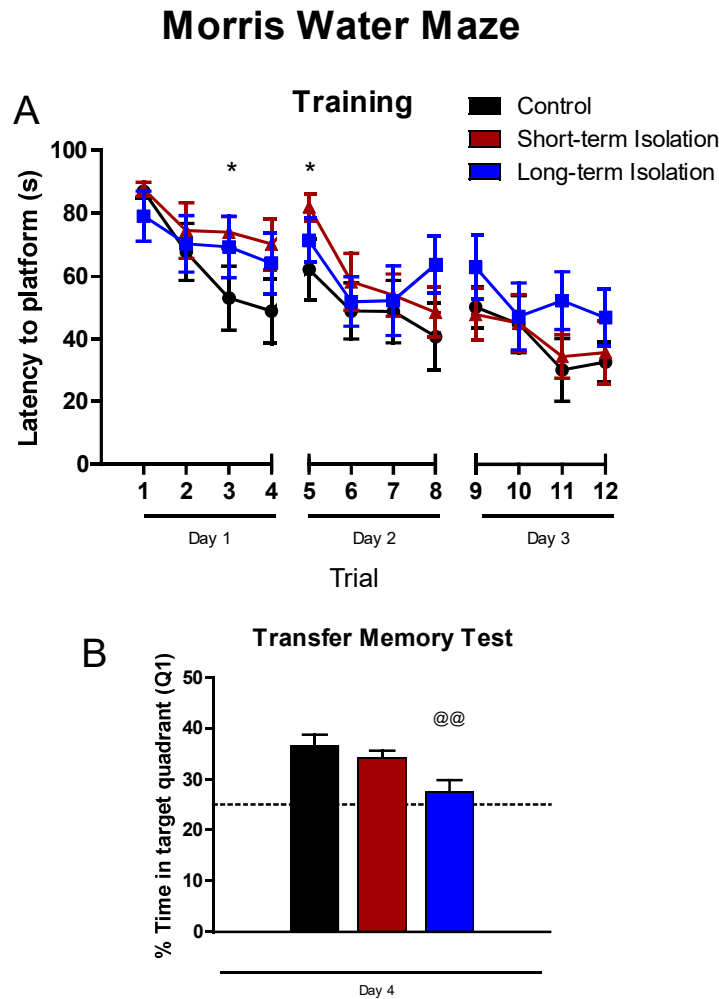 Morris Water Maze
A
Training
Control
Short-term Isolation
Long-term Isolation
Latency to platform (s)
100
80
60
40
20
0
*
*
1 2 3 4 5 6 7 8 9 10 11 12
Day 1 Day 2 Day 3
Trial
B
Transfer Memory Test
% Time in target quadrant (Q1)
50
40
30
20
10
0
@@
Day 4